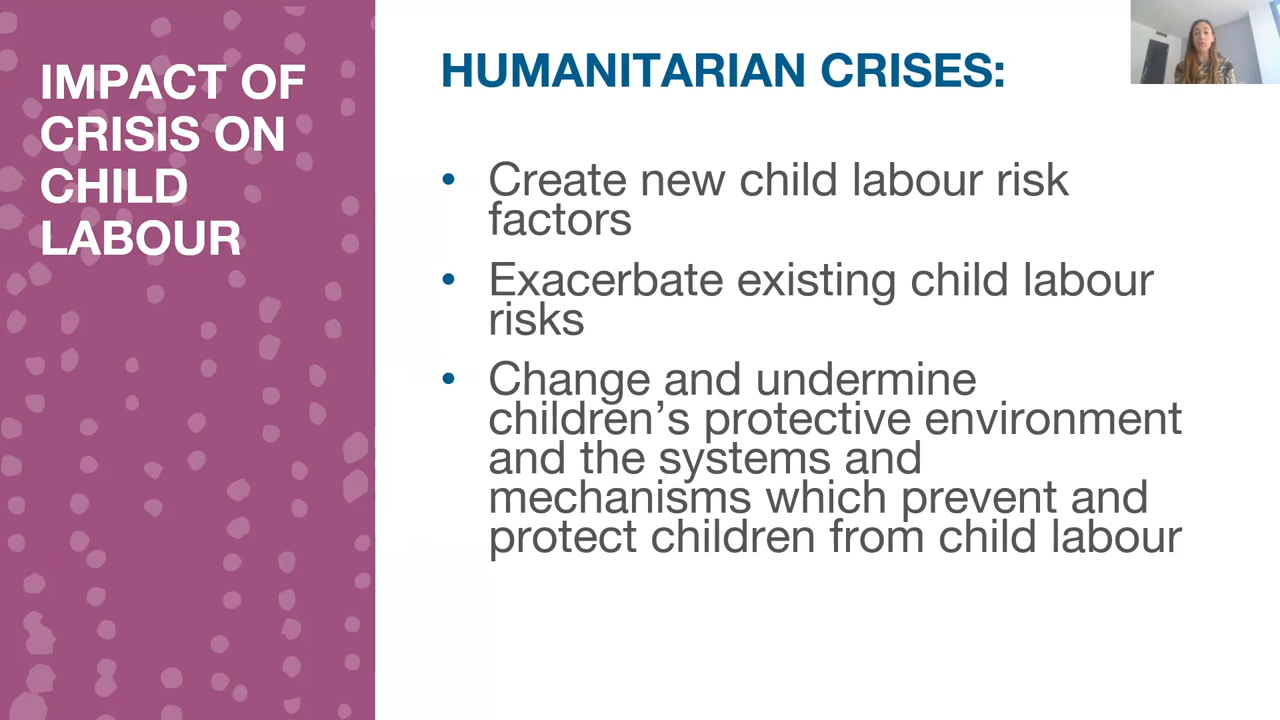 IMPACT OF
CRISIS ON
CHILD
LABOUR
HUMANITARIAN CRISES:
• Create new child labour risk
factors
• Exacerbate existing child labour
risks
• Change and undermine
children’s protective environment
and the systems and
mechanisms which prevent and
protect children from child labour